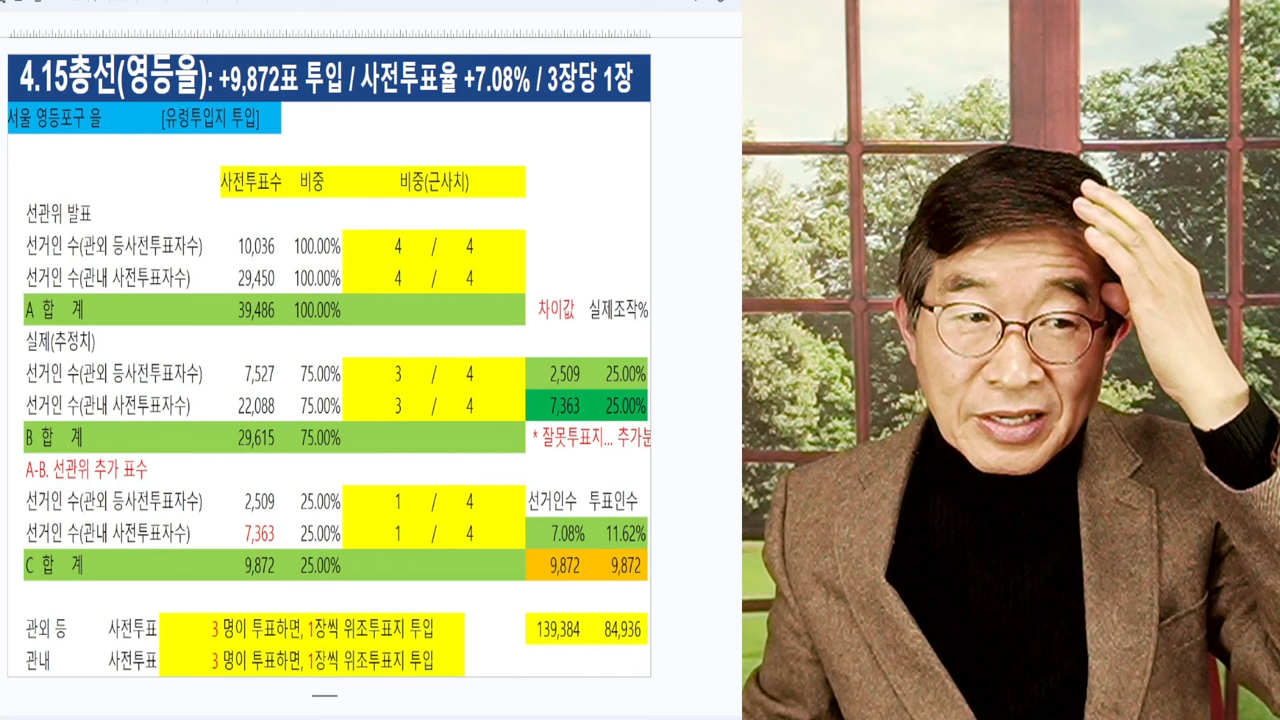 4.15총선(영등을): +9,872표 투입 / 사전투표율 +7.08% / 3장당 1장
서울 영등포구 을 [유령투입지 투입]
사전투표수 비중 비중(근사치)
선관위 발표
선거인 수(관외 등사전투표자수) 10,036 100.00% 4 / 4
선거인 수(관내 사전투표자수) 29,450 100.00% 4 / 4
A 합 계 39,486 100.00% 차이값 실제조작%
실제(추정치)
선거인 수(관외 등사전투표자수) 7,527 75.00% 3 / 4 2,509 25.00%
선거인 수(관내 사전투표자수) 22,088 75.00% 3 / 4 7,363 25.00%
B 합 계 29,615 75.00% * 잘못투표지... 추가분
A-B. 선관위 추가 표수
선거인 수(관외 등사전투표자수) 2,509 25.00% 1 / 4 선거인수 투표인수
선거인 수(관내 사전투표자수) 7,363 25.00% 1 / 4 7.08% 11.62%
C 합 계 9,872 25.00% 9,872 9,872
관외 등 사전투표 3 명이 투표하면, 1장씩 위조투표지 투입 139,384 84,936
관내 사전투표 3 명이 투표하면, 1장씩 위조투표지 투입